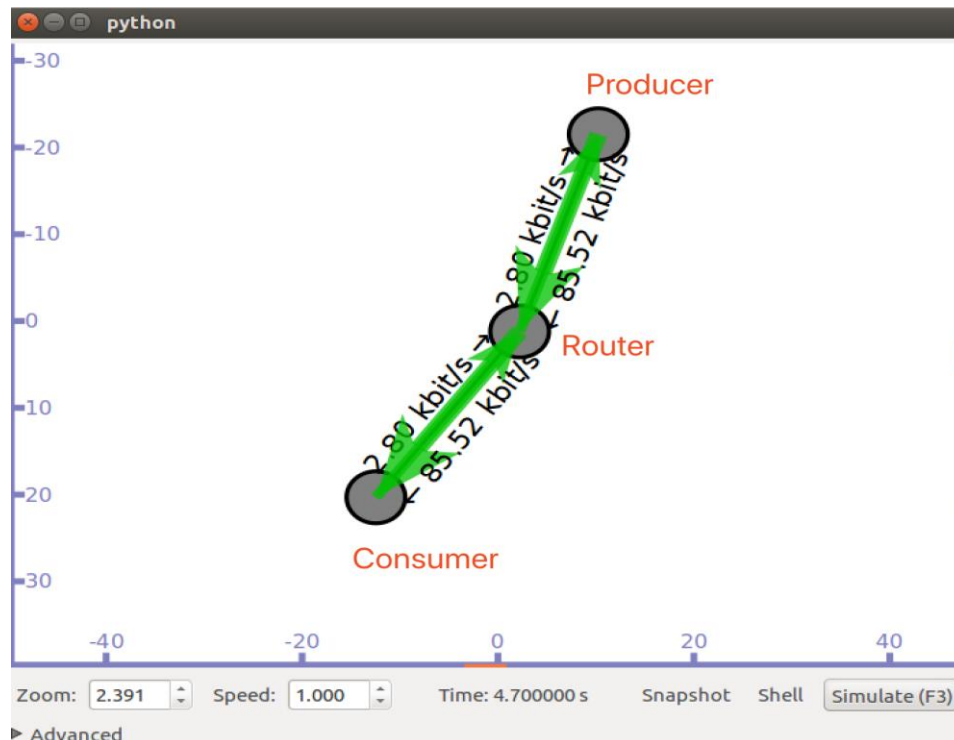 python
-30
Producer
-20
2.80 kbit/s →
← 85.52 kbit/s
-10
0
Router
2.80 kbit/s →
← 85.52 kbit/s
10
20
Consumer
30
-40 -20 0 20 40
Zoom: 2.391 Speed: 1.000 Time: 4.700000 s Snapshot Shell Simulate (F3)
Advanced